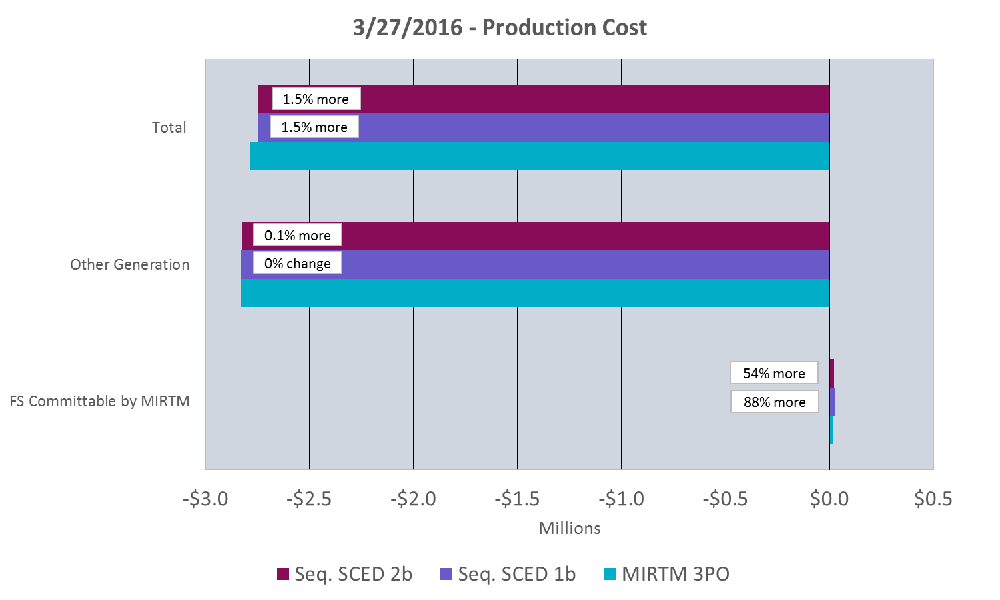 3/27/2016 - Production Cost
1.5% more
Total
1.5% more
0.1% more
Other Generation
0% change
54% more
FS Committable by MIRTM
88% more
-$3.0 -$2.5 -$2.0 -$1.5 -$1.0 -$0.5 $0.0 $0.5
Millions
Seq. SCED 2b Seq. SCED 1b MIRTM 3PO